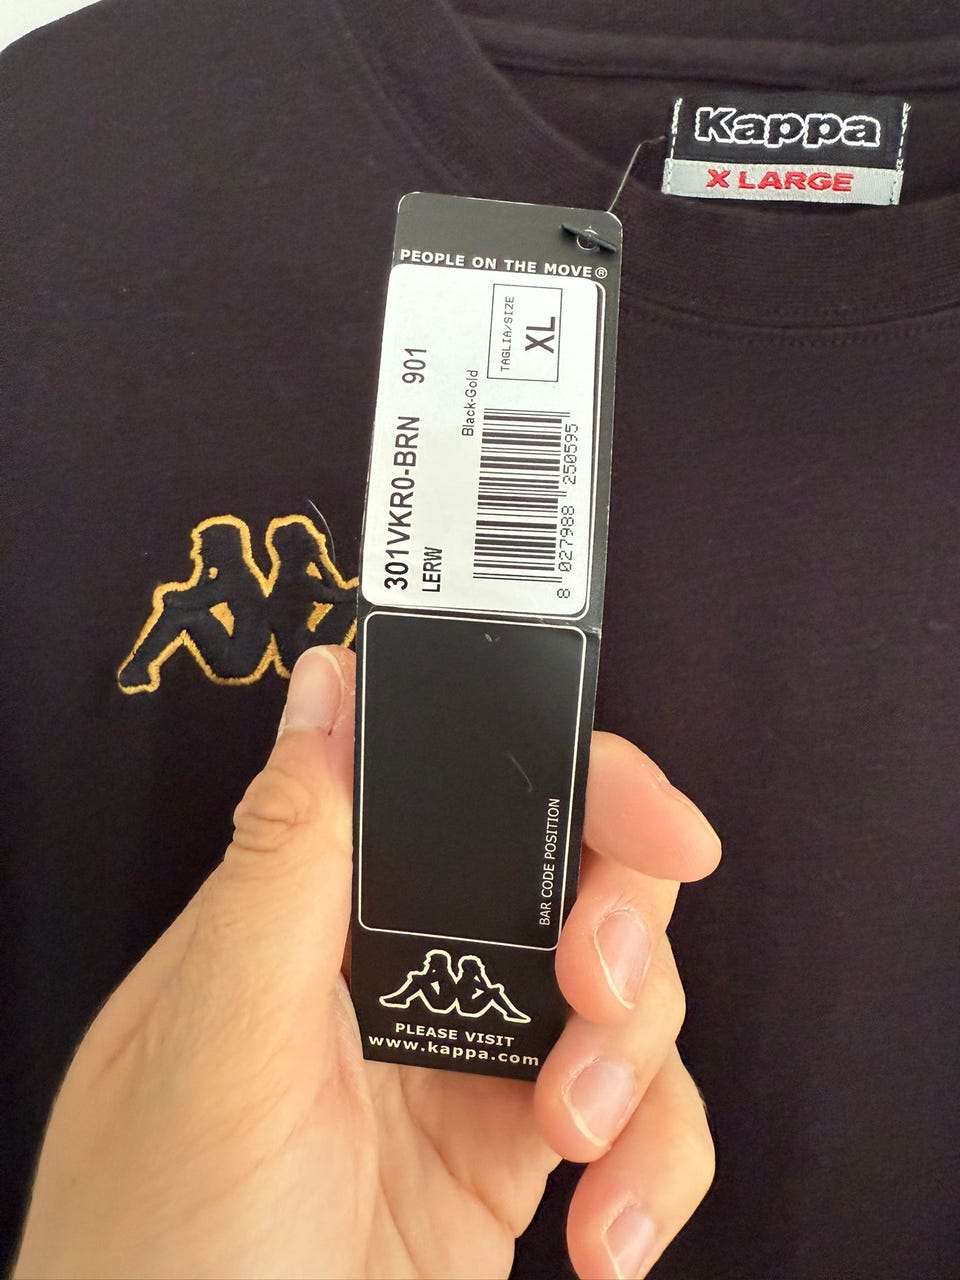 Kappa
X LARGE
PEOPLE ON THE MOVE®
TAGLIA/SIZE
XL
301VKR0-BRN 901
LERW
Black-Gold
8 027988 250595
BAR CODE POSITION
PLEASE VISIT
www.kappa.com